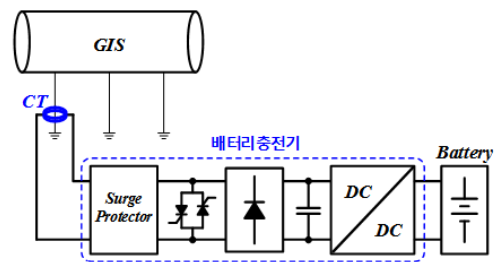 GIS
CT
배터리충전기
Battery
Surge
Protector
DC
DC